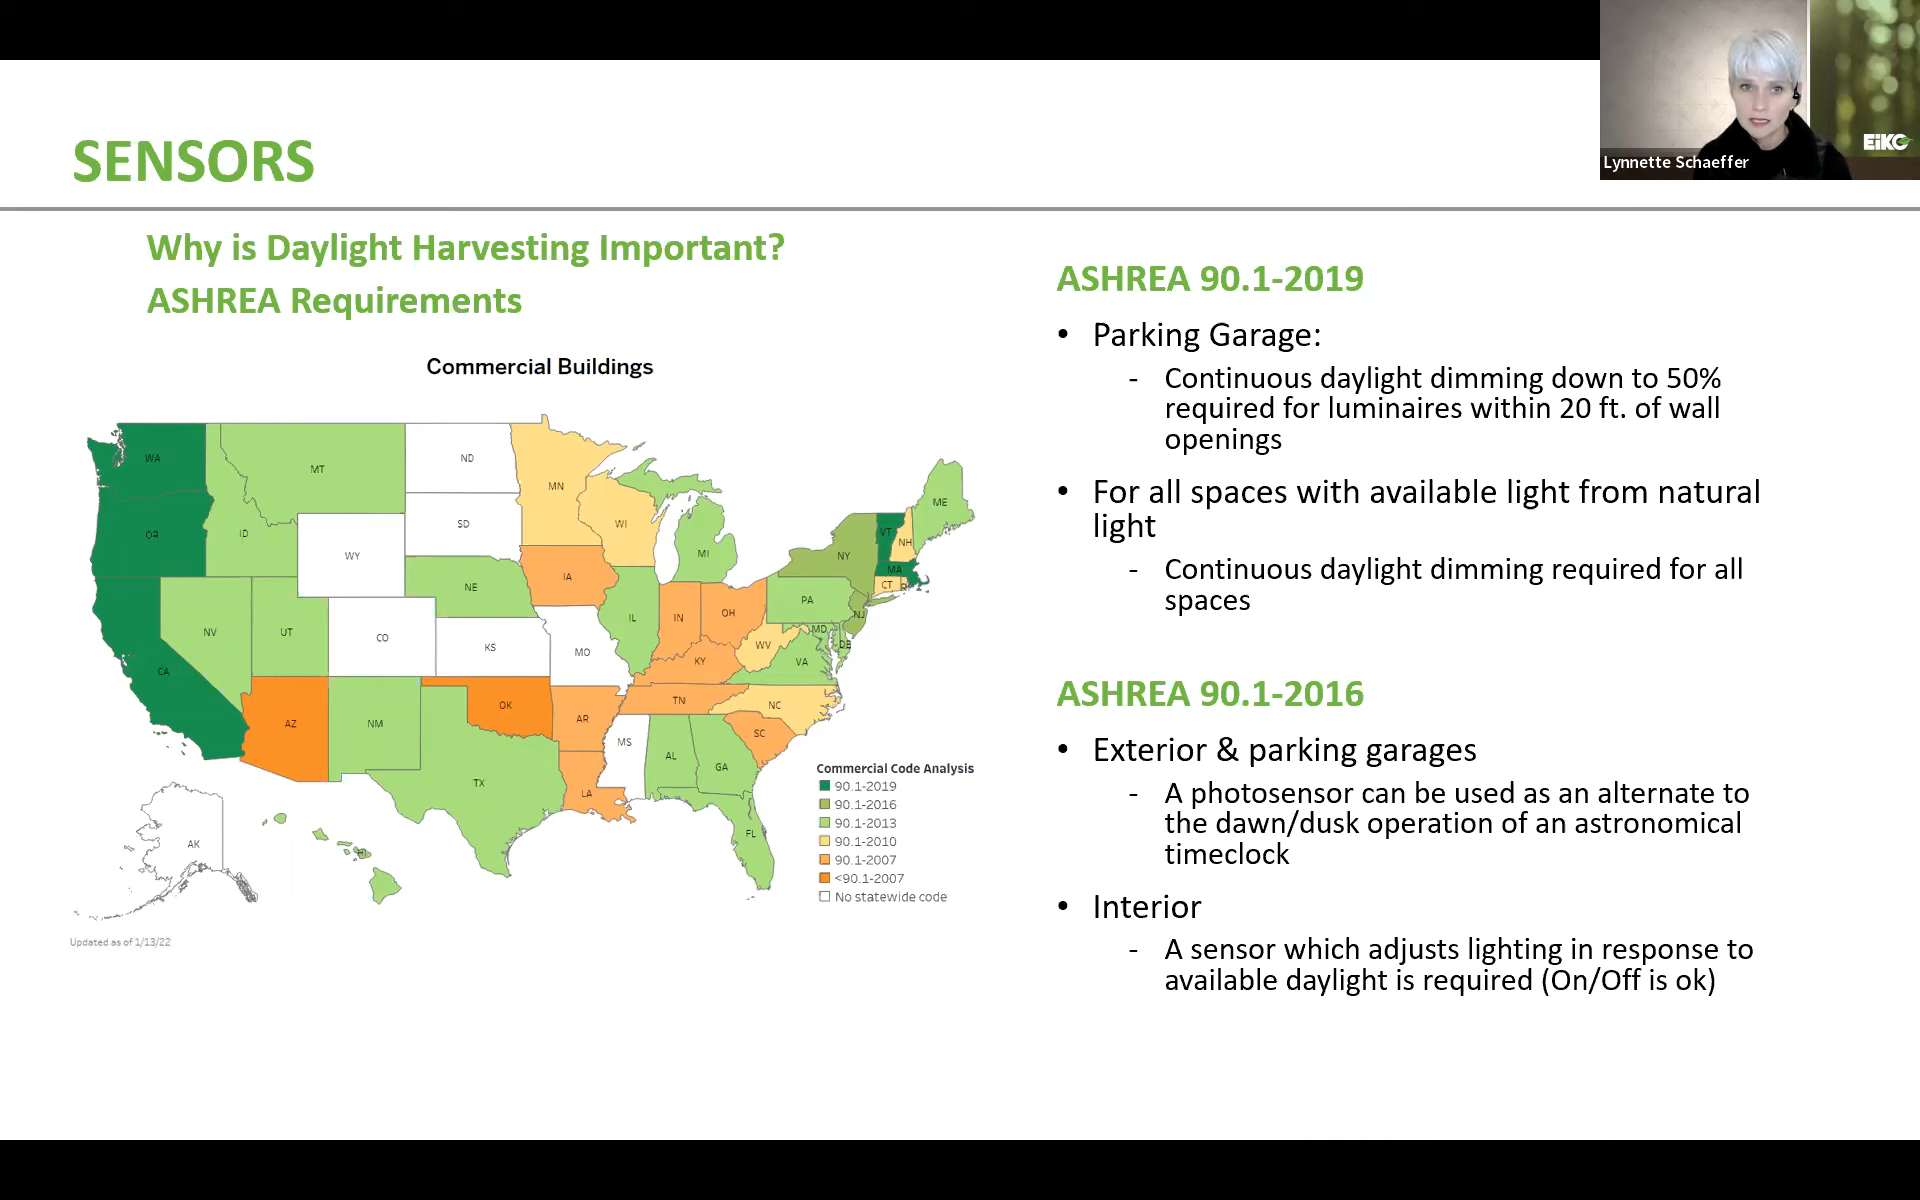 SENSORS
Lynnette Schaeffer
EiKO
Why is Daylight Harvesting Important?
ASHREA Requirements
Commercial Buildings
WA
MT
ND
MN
ME
OR
ID
SD
WI
VT
NH
WY
MI
NY
MA
CT
NE
IA
PA
NJ
NV
UT
CO
KS
MO
IL
IN
OH
MD
DE
WV
VA
CA
KY
AZ
NM
OK
AR
TN
NC
SC
MS
AL
GA
TX
LA
FL
AK
HI
Commercial Code Analysis
90.1-2019
90.1-2016
90.1-2013
90.1-2010
90.1-2007
<90.1-2007
No statewide code
Updated as of 1/13/22
ASHREA 90.1-2019
• Parking Garage:
- Continuous daylight dimming down to 50%
required for luminaires within 20 ft. of wall
openings
• For all spaces with available light from natural
light
- Continuous daylight dimming required for all
spaces
ASHREA 90.1-2016
• Exterior & parking garages
- A photosensor can be used as an alternate to
the dawn/dusk operation of an astronomical
timeclock
• Interior
- A sensor which adjusts lighting in response to
available daylight is required (On/Off is ok)